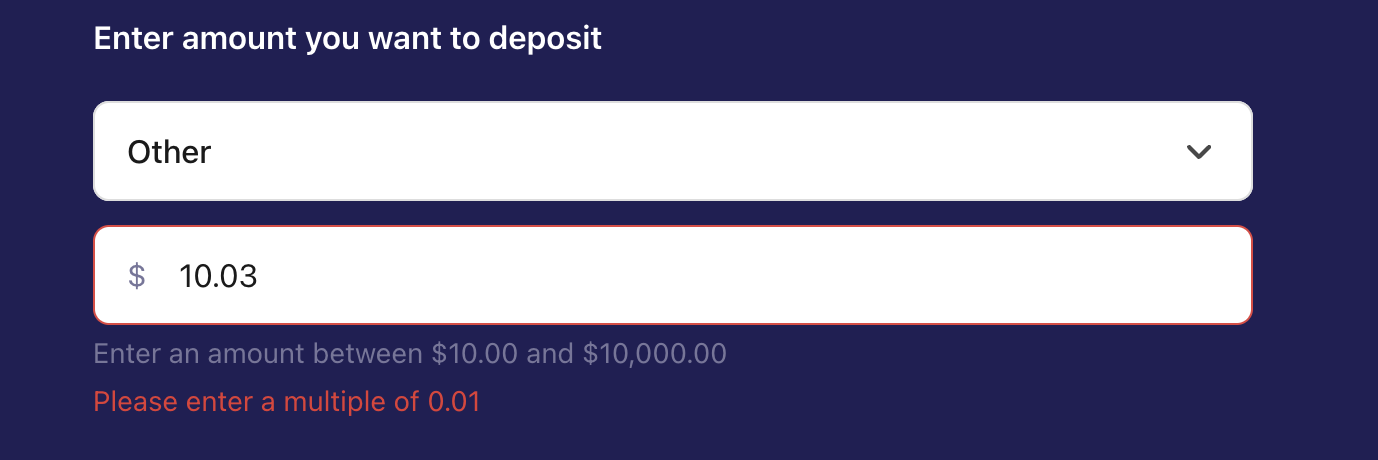 Enter amount you want to deposit
Other
$ 10.03
Enter an amount between $10.00 and $10,000.00
Please enter a multiple of 0.01